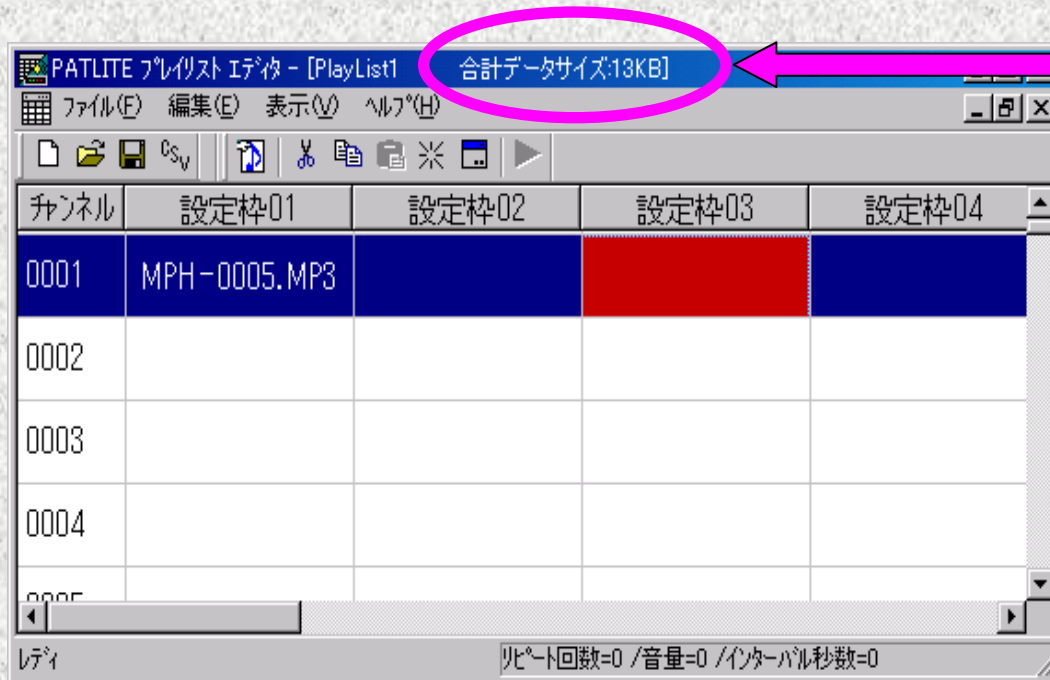 PATLITE ﾌﾟﾚｲﾘｽﾄ ｴﾃﾞｨﾀ - [PlayList1 合計データサイズ:13KB]
ﾌｧｲﾙ(F) 編集(E) 表示(V) ﾍﾙﾌﾟ(H)
CSV
ﾁｬﾝﾈﾙ 設定枠01 設定枠02 設定枠03 設定枠04
0001 MPH-0005.MP3
0002
0003
0004
ﾚﾃﾞｨ ﾘﾋﾟｰﾄ回数=0 /音量=0 /ｲﾝﾀｰﾊﾞﾙ秒数=0